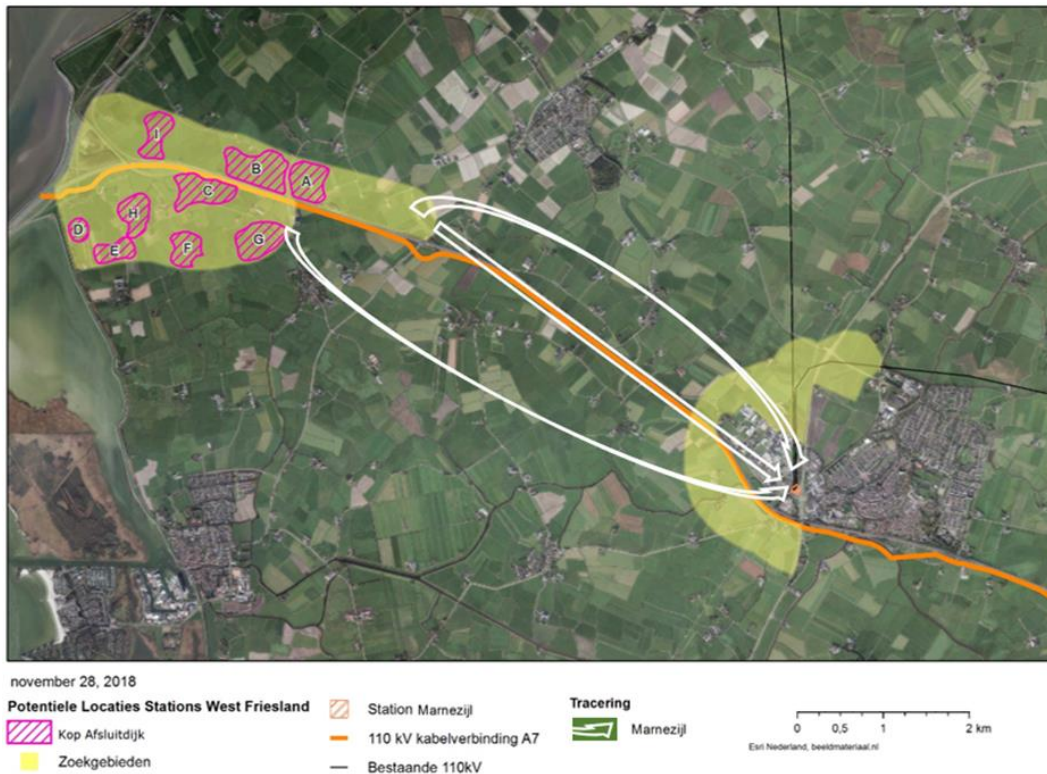 I
B
A
C
H
D
G
E
F
november 28, 2018
Potentiele Locaties Stations West Friesland
Kop Afsluitdijk
Zoekgebieden
Station Marnezijl
110 kV kabelverbinding A7
Bestaande 110kV
Tracering
Marnezijl
0 0,5 1 2 km
Esri Nederland, beeldmateriaal.nl